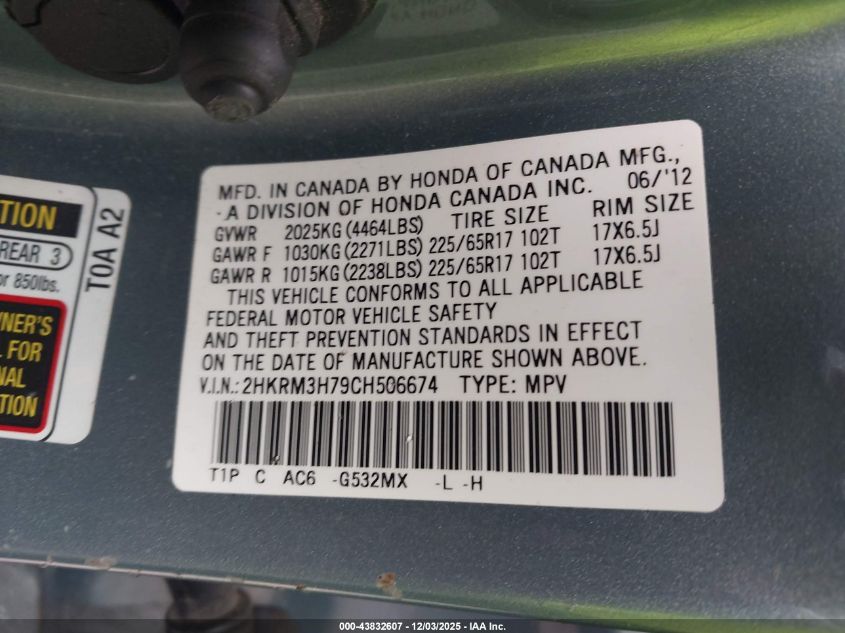 MFD. IN CANADA BY HONDA OF CANADA MFG.,
-A DIVISION OF HONDA CANADA INC. 06/'12
GVWR 2025KG (4464LBS) TIRE SIZE RIM SIZE
GAWR F 1030KG (2271LBS) 225/65R17 102T 17X6.5J
GAWR R 1015KG (2238LBS) 225/65R17 102T 17X6.5J
THIS VEHICLE CONFORMS TO ALL APPLICABLE
FEDERAL MOTOR VEHICLE SAFETY
AND THEFT PREVENTION STANDARDS IN EFFECT
ON THE DATE OF MANUFACTURE SHOWN ABOVE.
V.I.N.: 2HKRM3H79CH506674 TYPE: MPV
T1P C AC6 -G532MX -L -H
TION
REAR 3
or 850lbs.
NER'S
FOR
NAL
TION
T0A A2
000-43832607 - 12/03/2025 - IAA Inc.